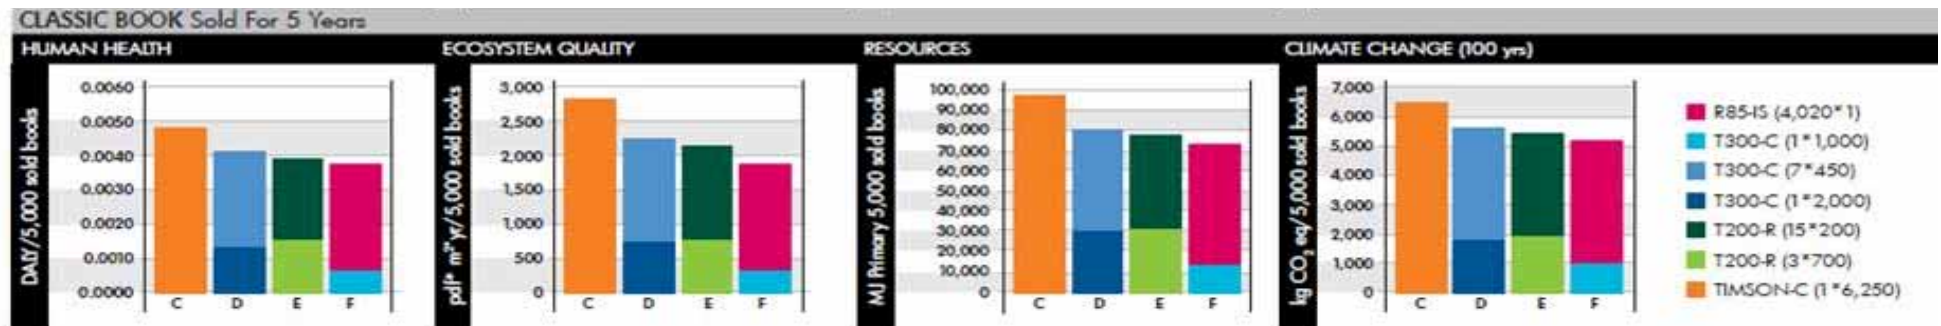 CLASSIC BOOK Sold For 5 Years
HUMAN HEALTH
DALY/5,000 sold books
0.0060
0.0050
0.0040
0.0030
0.0020
0.0010
0.0000
C D E F
ECOSYSTEM QUALITY
pdf* m² yr/5,000 sold books
3,000
2,500
2,000
1,500
1,000
500
0
C D E F
RESOURCES
MJ Primary 5,000 sold books
100,000
90,000
80,000
70,000
60,000
50,000
40,000
30,000
20,000
10,000
0
C D E F
CLIMATE CHANGE (100 yrs)
kg CO₂ eq/5,000 sold books
7,000
6,000
5,000
4,000
3,000
2,000
1,000
0
C D E F
R85-IS (4,020*1)
T300-C (1*1,000)
T300-C (7*450)
T300-C (1*2,000)
T200-R (15*200)
T200-R (3*700)
TIMSON-C (1*6,250)